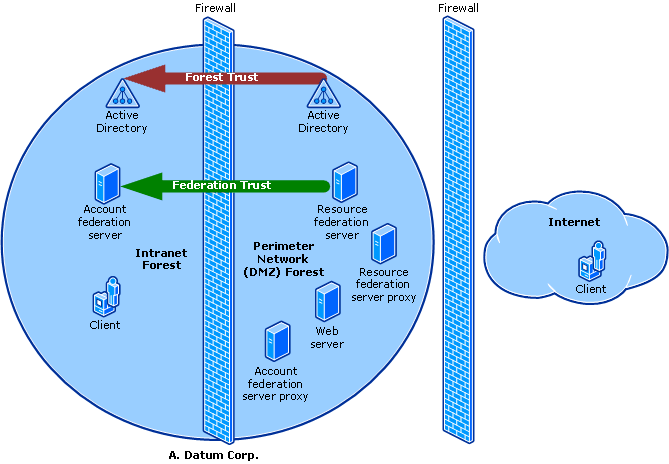 Firewall
Firewall
Forest Trust
Active
Directory
Active
Directory
Federation Trust
Account
federation
server
Resource
federation
server
Internet
Intranet
Forest
Perimeter
Network
(DMZ) Forest
Resource
federation
server proxy
Client
Client
Web
server
Account
federation
server proxy
A. Datum Corp.